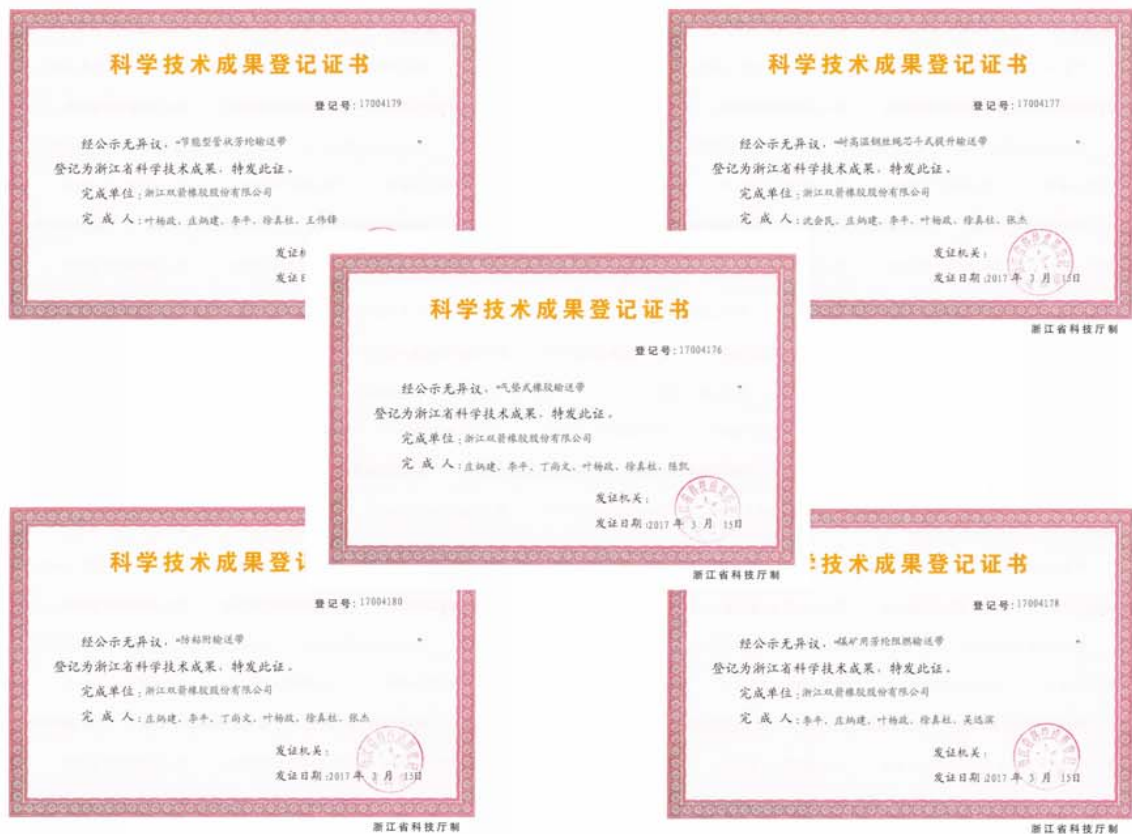 科学技术成果登记证书
登记号:17004179
经公示无异议,“节能型管状芳纶输送带”
登记为浙江省科学技术成果,特发此证。
完成单位:浙江双箭橡胶股份有限公司
完成人:叶杨政、庄炳建、李平、徐真柱、王伟锋
发证
发证
科学技术成果登记证书
登记号:17004177
经公示无异议,“耐高温钢丝绳芯斗式提升输送带
登记为浙江省科学技术成果,特发此证。
完成单位:浙江双箭橡胶股份有限公司
完成人:沈会民、庄炳建、李平、叶杨政、徐真柱、张杰
发证机关:
发证日期:2017年3月15日
浙江省科技厅制
科学技术成果登记证书
登记号:17004176
经公示无异议,“气垫式橡胶输送带”
登记为浙江省科学技术成果,特发此证。
完成单位:浙江双箭橡胶股份有限公司
完成人:庄炳建、李平、丁尚文、叶杨政、徐真柱、陈凯
发证机关:
发证日期:2017年3月15日
浙江省科技厅制
科学技术成果登
登记号:17004180
经公示无异议,“防粘附输送带”
登记为浙江省科学技术成果,特发此证。
完成单位:浙江双箭橡胶股份有限公司
完成人:庄炳建、李平、丁尚文、叶杨政、徐真柱、张杰
发证机关:
发证日期:2017年3月15日
浙江省科技厅制
技术成果登记证书
登记号:17004178
经公示无异议,“煤矿用芳纶阻燃输送带”
登记为浙江省科学技术成果,特发此证。
完成单位:浙江双箭橡胶股份有限公司
完成人:李平、庄炳建、叶杨政、徐真柱、吴远滨
发证机关:
发证日期:2017年3月15日
浙江省科技厅制